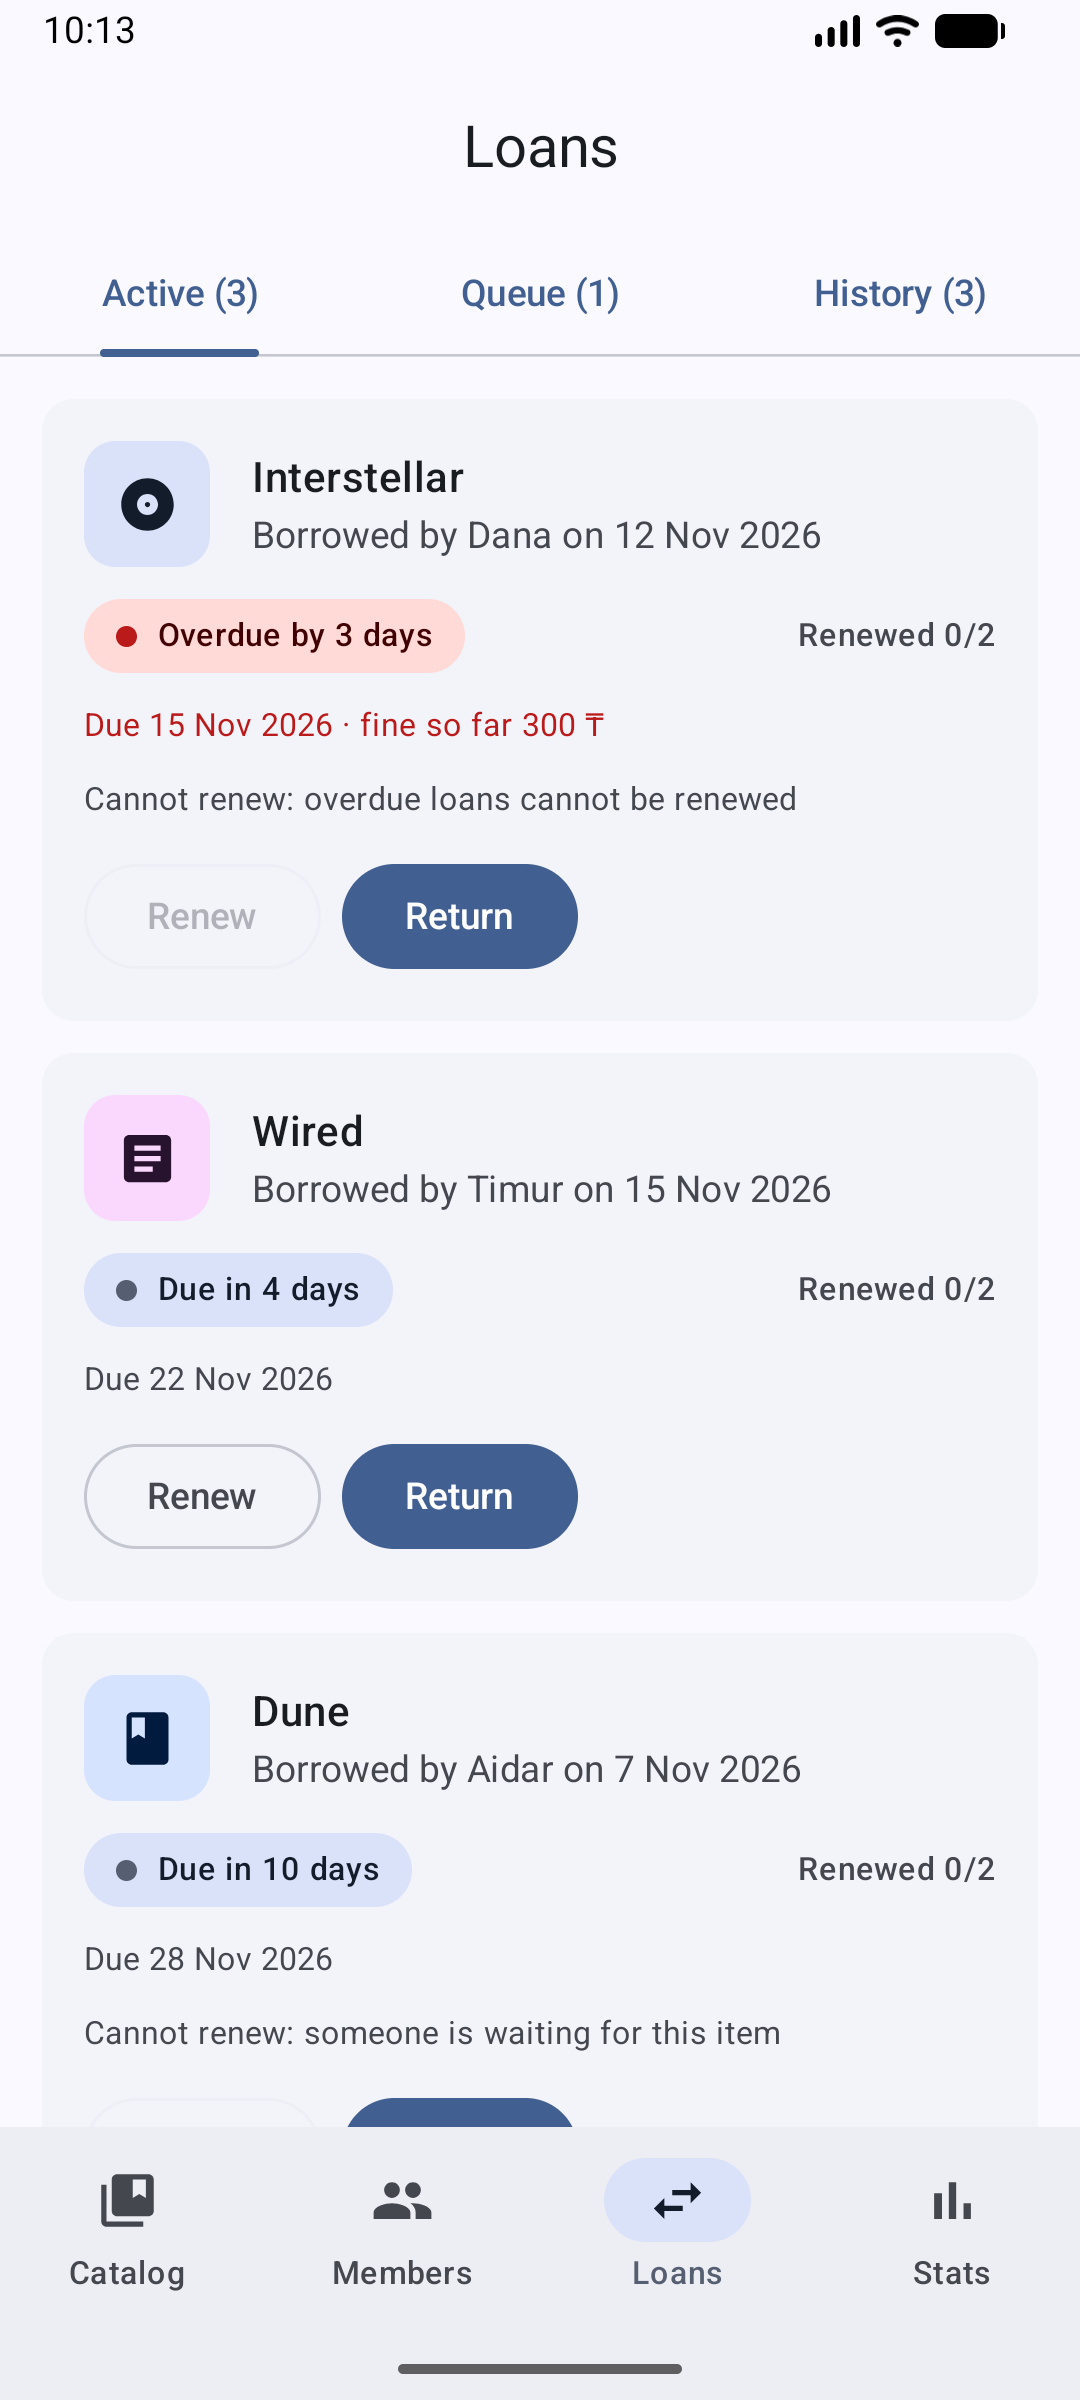 10:13
Loans
Active (3)
Queue (1)
History (3)
Interstellar
Borrowed by Dana on 12 Nov 2026
Overdue by 3 days
Renewed 0/2
Due 15 Nov 2026 · fine so far 300 ₸
Cannot renew: overdue loans cannot be renewed
Renew
Return
Wired
Borrowed by Timur on 15 Nov 2026
Due in 4 days
Renewed 0/2
Due 22 Nov 2026
Renew
Return
Dune
Borrowed by Aidar on 7 Nov 2026
Due in 10 days
Renewed 0/2
Due 28 Nov 2026
Cannot renew: someone is waiting for this item
Catalog
Members
Loans
Stats